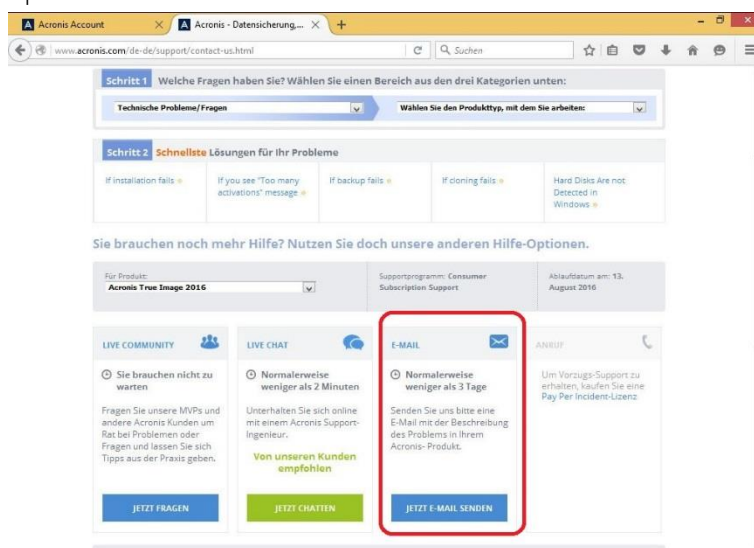 Acronis Account
Acronis - Datensicherung,...
www.acronis.com/de-de/support/contact-us.html
Suchen
Schritt 1 Welche Fragen haben Sie? Wählen Sie einen Bereich aus den drei Kategorien unten:
Technische Probleme/Fragen
Wählen Sie den Produkttyp, mit dem Sie arbeiten:
Schritt 2 Schnellste Lösungen für Ihr Probleme
If installation fails
If you see "Too many
activations" message
If backup fails
If cloning fails
Hard Disks Are not
Detected in
Windows
Sie brauchen noch mehr Hilfe? Nutzen Sie doch unsere anderen Hilfe-Optionen.
Für Produkt:
Acronis True Image 2016
Supportprogramm: Consumer
Subscription Support
Ablaufdatum am: 13.
August 2016
LIVE COMMUNITY
Sie brauchen nicht zu
warten
Fragen Sie unsere MVPs und
andere Acronis Kunden um
Rat bei Problemen oder
Fragen und lassen Sie sich
Tipps aus der Praxis geben.
JETZT FRAGEN
LIVE CHAT
Normalerweise
weniger als 2 Minuten
Unterhalten Sie sich online
mit einem Acronis Support-
Ingenieur.
Von unseren Kunden
empfohlen
JETZT CHATTEN
E-MAIL
Normalerweise
weniger als 3 Tage
Senden Sie uns bitte eine
E-Mail mit der Beschreibung
des Problems in Ihrem
Acronis- Produkt.
JETZT E-MAIL SENDEN
ANRUF
Um Vorzugs-Support zu
erhalten, kaufen Sie eine
Pay Per Incident-Lizenz